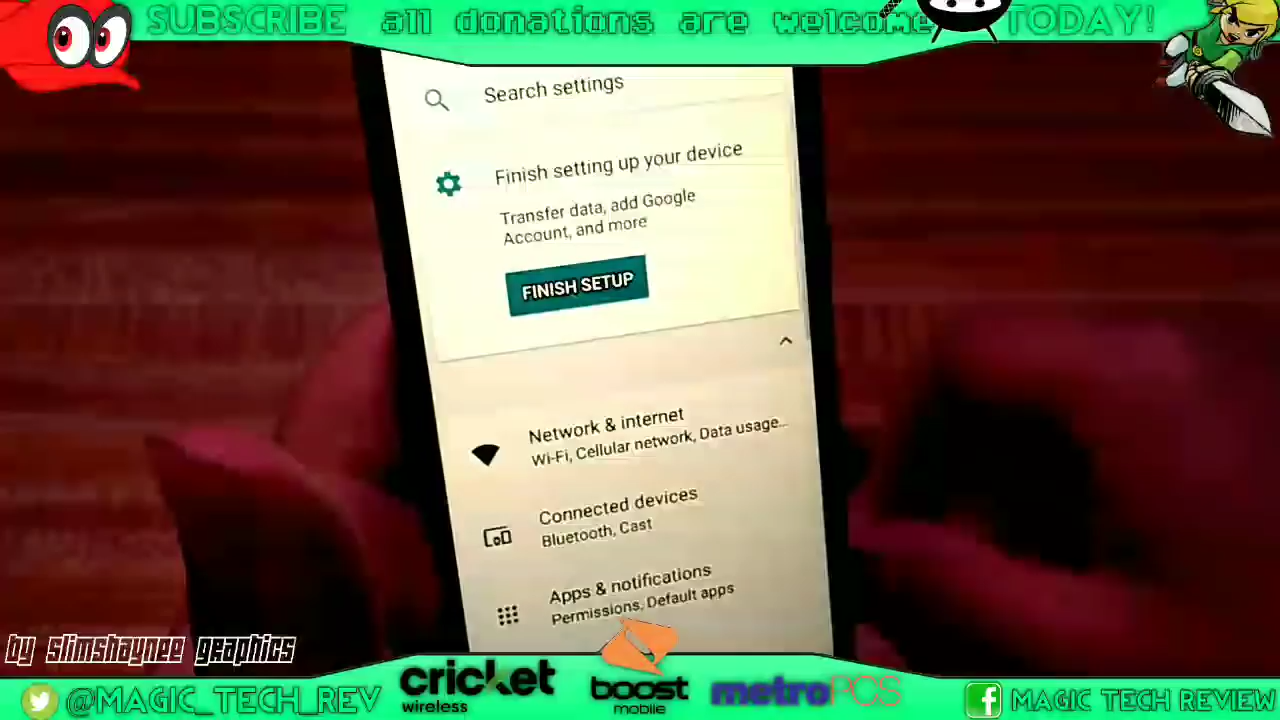 SUBSCRIBE all donations are welcome TODAY!
Search settings
Finish setting up your device
Transfer data, add Google
Account, and more
FINISH SETUP
Network & internet
Wi-Fi, Cellular network, Data usage...
Connected devices
Bluetooth, Cast
Apps & notifications
Permissions, Default apps
by slimshaynee graphics
@MAGIC_TECH_REV
cricket
wireless
boost
mobile
metroPCS
MAGIC TECH REVIEW